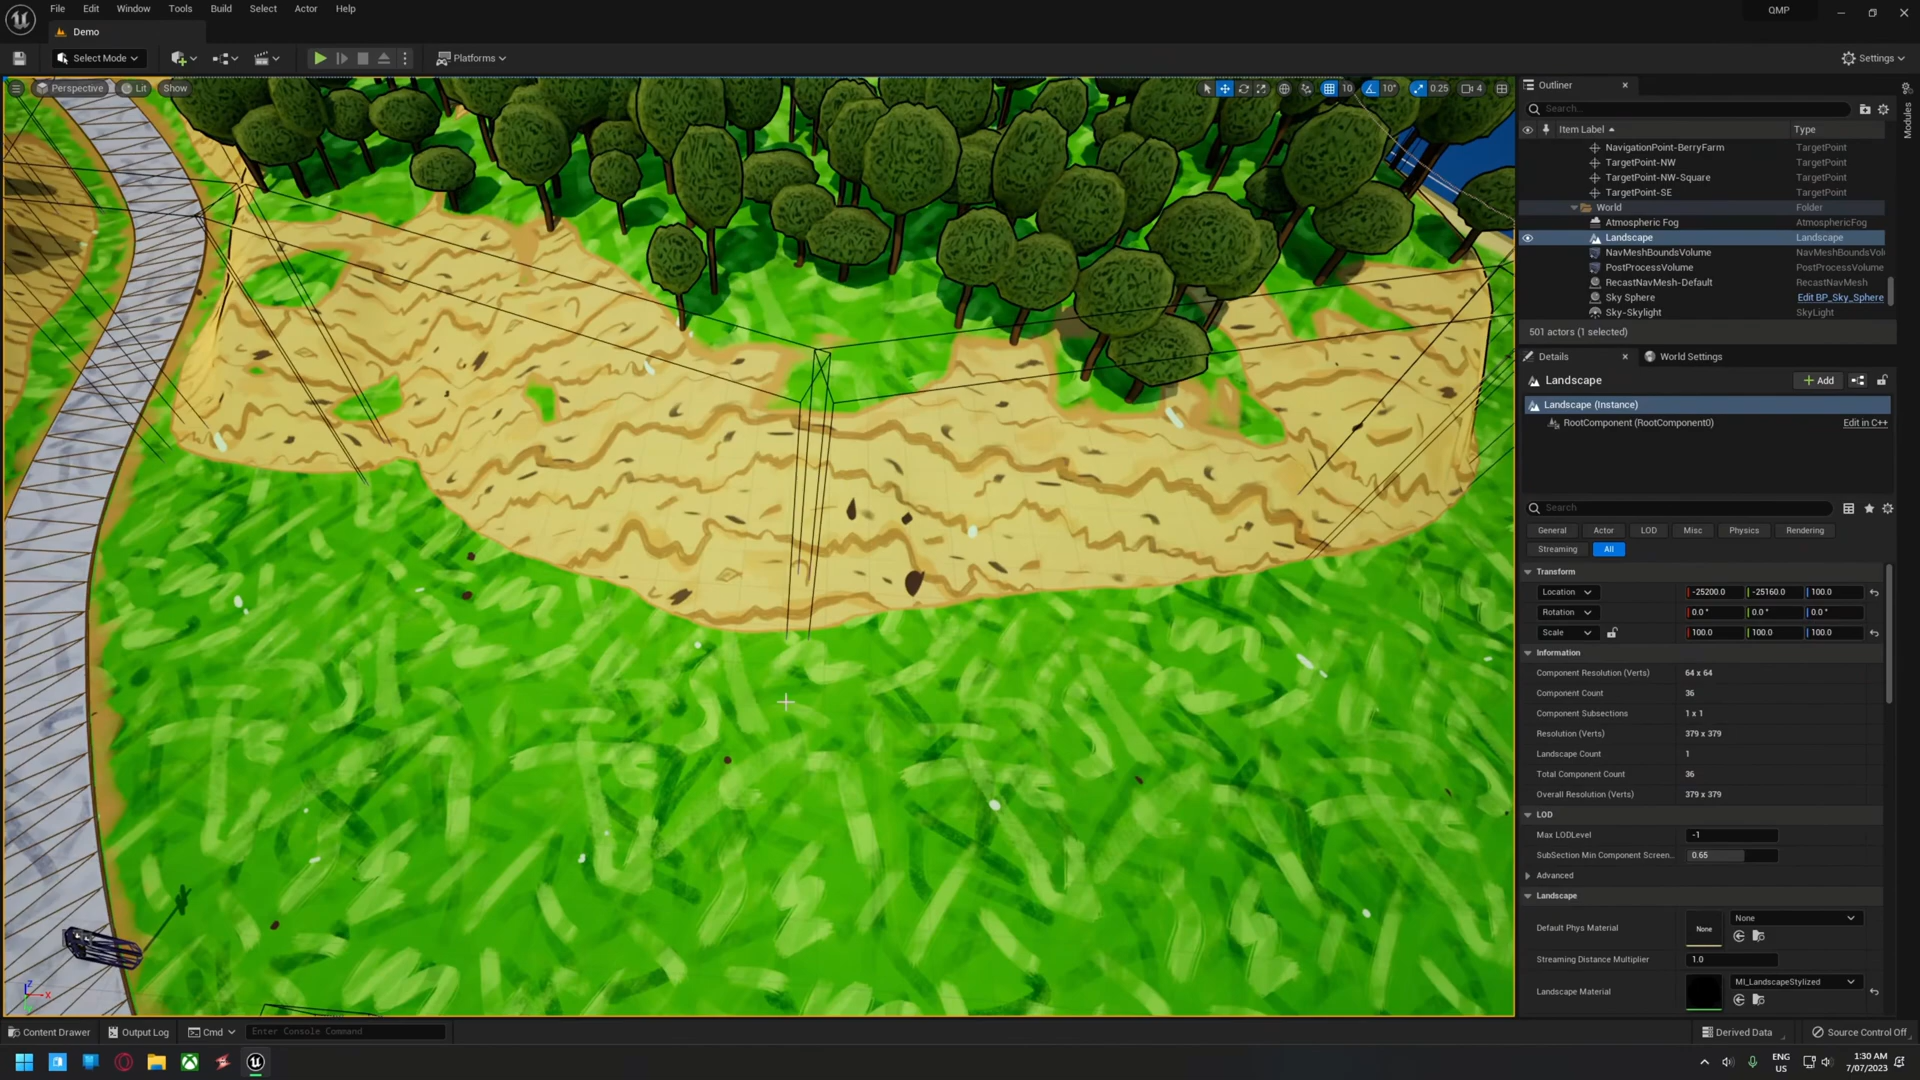 File Edit Window Tools Build Select Actor Help
QMP
Demo
Select Mode
Platforms
Settings
Perspective Lit Show
10 10° 0.25 4
Outliner
Modules
Search...
Item Label Type
NavigationPoint-BerryFarm TargetPoint
TargetPoint-NW TargetPoint
TargetPoint-NW-Square TargetPoint
TargetPoint-SE TargetPoint
World Folder
Atmospheric Fog AtmosphericFog
Landscape Landscape
NavMeshBoundsVolume NavMeshBoundsVolu
PostProcessVolume PostProcessVolume
RecastNavMesh-Default RecastNavMesh
Sky Sphere Edit BP_Sky_Sphere
Sky-Skylight SkyLight
501 actors (1 selected)
Details World Settings
Landscape + Add
Landscape (Instance)
RootComponent (RootComponent0) Edit in C++
Search
General Actor LOD Misc Physics Rendering
Streaming All
Transform
Location -25200.0 -25160.0 100.0
Rotation 0.0 ° 0.0 ° 0.0 °
Scale 100.0 100.0 100.0
Information
Component Resolution (Verts) 64 x 64
Component Count 36
Component Subsections 1 x 1
Resolution (Verts) 379 x 379
Landscape Count 1
Total Component Count 36
Overall Resolution (Verts) 379 x 379
LOD
Max LODLevel -1
SubSection Min Component Screen.. 0.65
Advanced
Landscape
Default Phys Material None None
Streaming Distance Multiplier 1.0
Landscape Material MI_LandscapeStylized
Z X
Content Drawer Output Log Cmd Enter Console Command
Derived Data Source Control Off
ENG
US
1:30 AM
7/07/2023